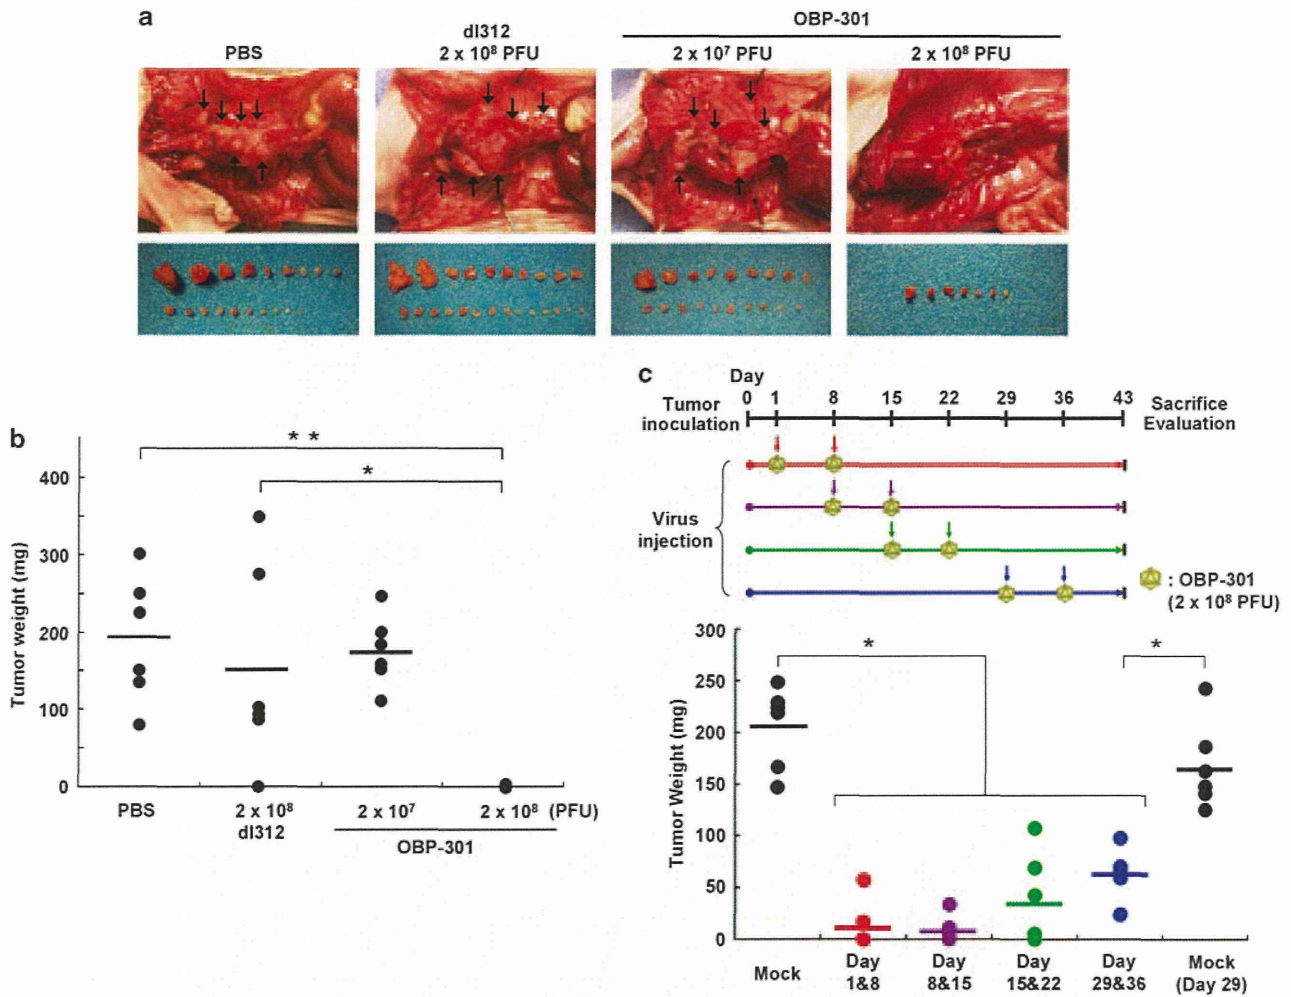 a
PBS
dl312
2 x 10⁸ PFU
OBP-301
2 x 10⁷ PFU
2 x 10⁸ PFU
b
Tumor weight (mg)
400
300
200
100
0
* *
*
PBS
2 x 10⁸
dl312
2 x 10⁷
2 x 10⁸ (PFU)
OBP-301
c
Day
0 1 8 15 22 29 36 43
Tumor
inoculation
Sacrifice
Evaluation
Virus
injection
: OBP-301
(2 x 10⁸ PFU)
Tumor Weight (mg)
300
250
200
150
100
50
0
*
*
Mock
Day
1&8
Day
8&15
Day
15&22
Day
29&36
Mock
(Day 29)